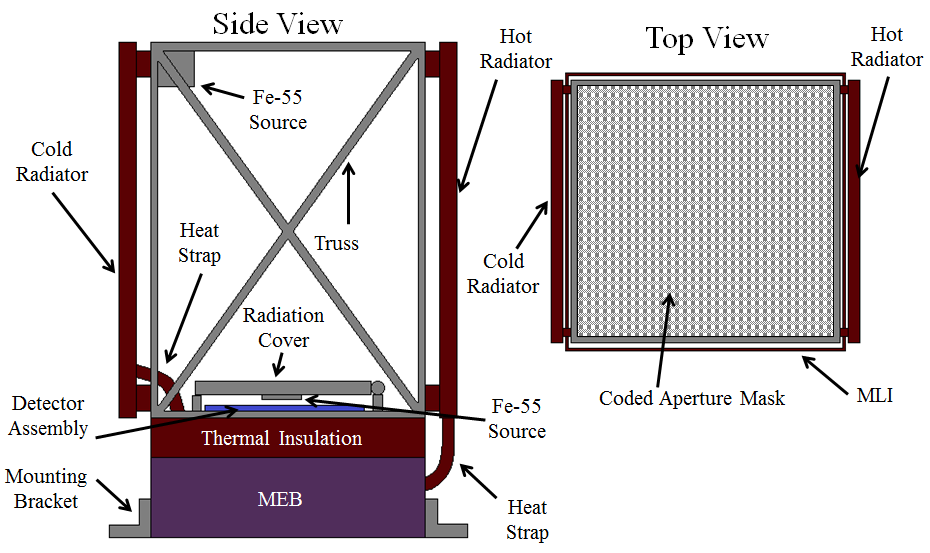 Side View
Top View
Hot
Radiator
Hot
Radiator
Fe-55
Source
Cold
Radiator
Heat
Strap
Truss
Cold
Radiator
Radiation
Cover
Coded Aperture Mask
MLI
Detector
Assembly
Fe-55
Source
Thermal Insulation
Mounting
Bracket
MEB
Heat
Strap